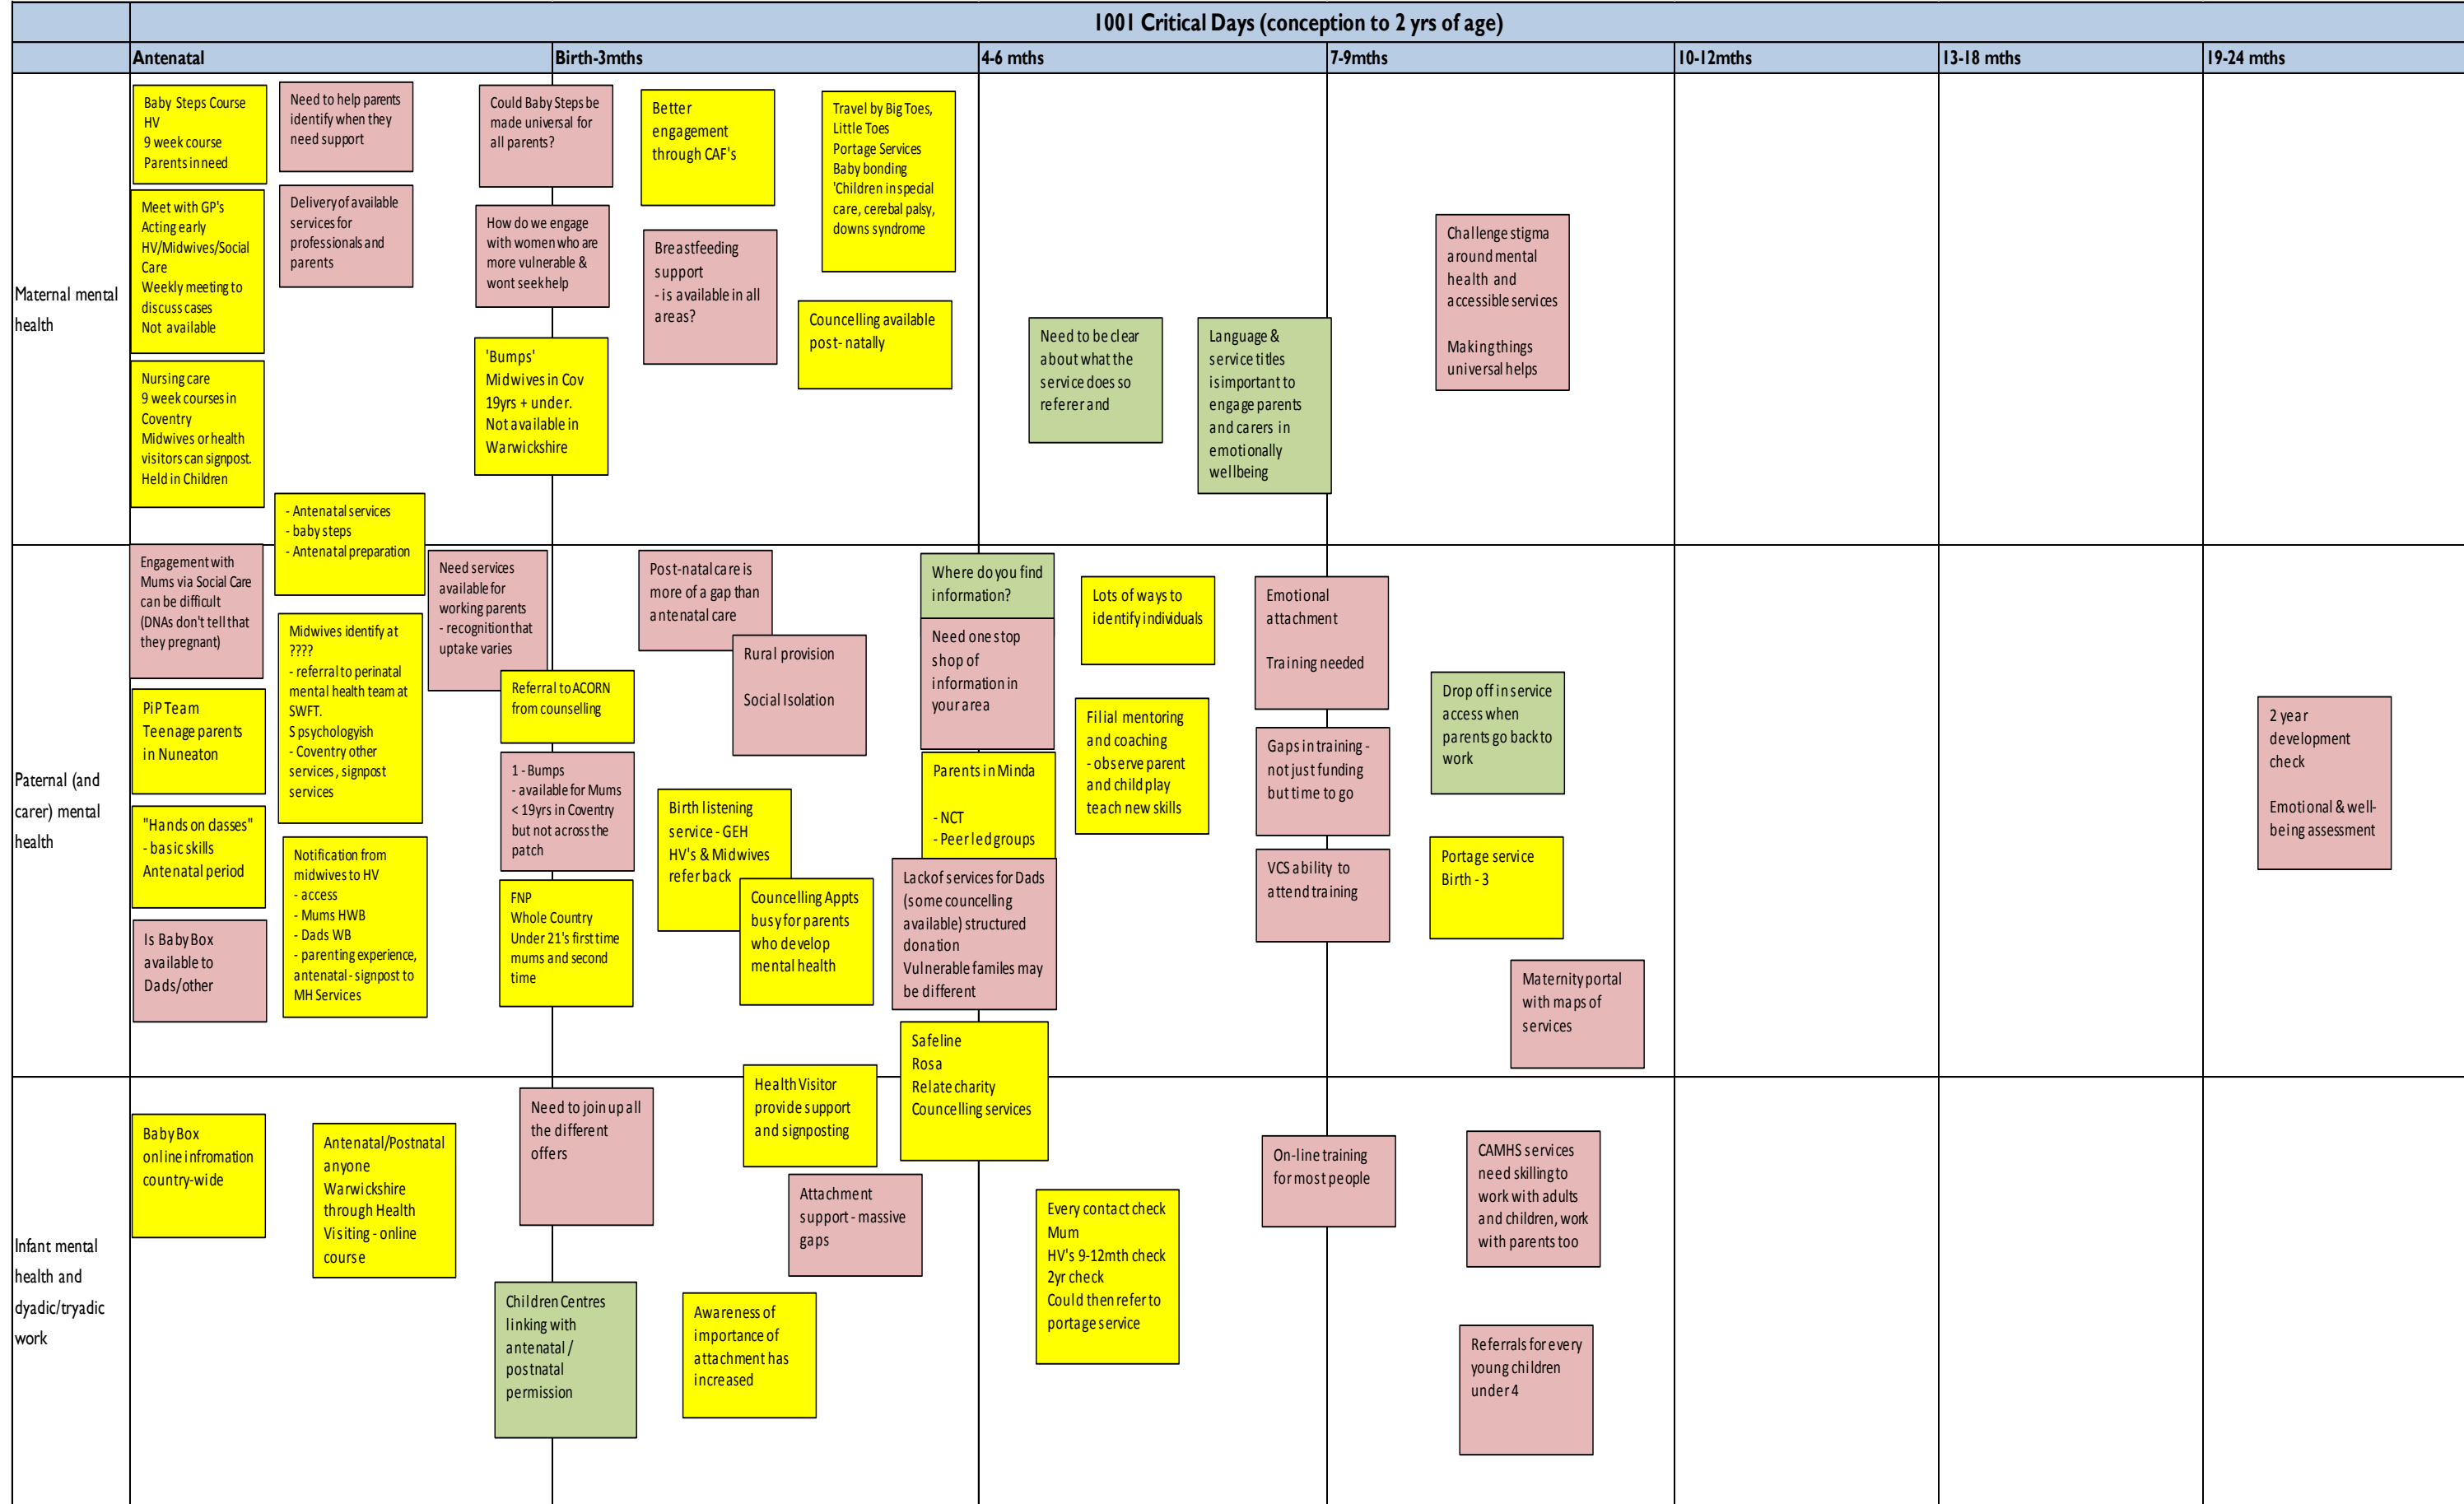 1001 Critical Days (conception to 2 yrs of age)
Antenatal
Birth-3mths
4-6 mths
7-9mths
10-12mths
13-18 mths
19-24 mths
Maternal mental
health
Baby Steps Course
HV
9 week course
Parents in need
Need to help parents
identify when they
need support
Could Baby Steps be
made universal for
all parents?
Better
engagement
through CAF's
Travel by Big Toes,
Little Toes
Portage Services
Baby bonding
'Children in special
care, cerebal palsy,
downs syndrome
Meet with GP's
Acting early
HV/Midwives/Social
Care
Weekly meeting to
discuss cases
Not available
Delivery of available
services for
professionals and
parents
How do we engage
with women who are
more vulnerable &
wont seek help
Breastfeeding
support
- is available in all
areas?
Challenge stigma
around mental
health and
accessible services
Making things
universal helps
Councelling available
post- natally
Need to be clear
about what the
service does so
referer and
Language &
service titles
is important to
engage parents
and carers in
emotionally
wellbeing
'Bumps'
Midwives in Cov
19yrs + under.
Not available in
Warwickshire
Nursing care
9 week courses in
Coventry
Midwives or health
visitors can signpost.
Held in Children
- Antenatal services
- baby steps
- Antenatal preparation
Paternal (and
carer) mental
health
Engagement with
Mums via Social Care
can be difficult
(DNAs don't tell that
they pregnant)
Need services
available for
working parents
- recognition that
uptake varies
Post-natal care is
more of a gap than
antenatal care
Where do you find
information?
Lots of ways to
identify individuals
Emotional
attachment
Training needed
Midwives identify at
????
- referral to perinatal
mental health team at
SWFT.
S psychologyish
- Coventry other
services, signpost
services
Rural provision
Social Isolation
Need one stop
shop of
information in
your area
Referral to ACORN
from counselling
Drop off in service
access when
parents go back to
work
PiP Team
Teenage parents
in Nuneaton
Filial mentoring
and coaching
- observe parent
and child play
teach new skills
2 year
development
check
Emotional & well-
being assessment
Gaps in training -
not just funding
but time to go
1 - Bumps
- available for Mums
< 19yrs in Coventry
but not across the
patch
Parents in Minda
- NCT
- Peer led groups
Birth listening
service - GEH
HV's & Midwives
refer back
"Hands on classes"
- basic skills
Antenatal period
Notification from
midwives to HV
- access
- Mums HWB
- Dads WB
- parenting experience,
antenatal - signpost to
MH Services
VCS ability to
attend training
Portage service
Birth - 3
Lack of services for Dads
(some councelling
available) structured
donation
Vulnerable familes may
be different
FNP
Whole Country
Under 21's first time
mums and second
time
Councelling Appts
busy for parents
who develop
mental health
Is Baby Box
available to
Dads/other
Maternity portal
with maps of
services
Safeline
Rosa
Relate charity
Councelling services
Infant mental
health and
dyadic/tryadic
work
Health Visitor
provide support
and signposting
Need to join up all
the different
offers
Baby Box
online infromation
country-wide
Antenatal/Postnatal
anyone
Warwickshire
through Health
Visiting - online
course
On-line training
for most people
CAMHS services
need skilling to
work with adults
and children, work
with parents too
Attachment
support - massive
gaps
Every contact check
Mum
HV's 9-12mth check
2yr check
Could then refer to
portage service
Children Centres
linking with
antenatal /
postnatal
permission
Awareness of
importance of
attachment has
increased
Referrals for every
young children
under 4